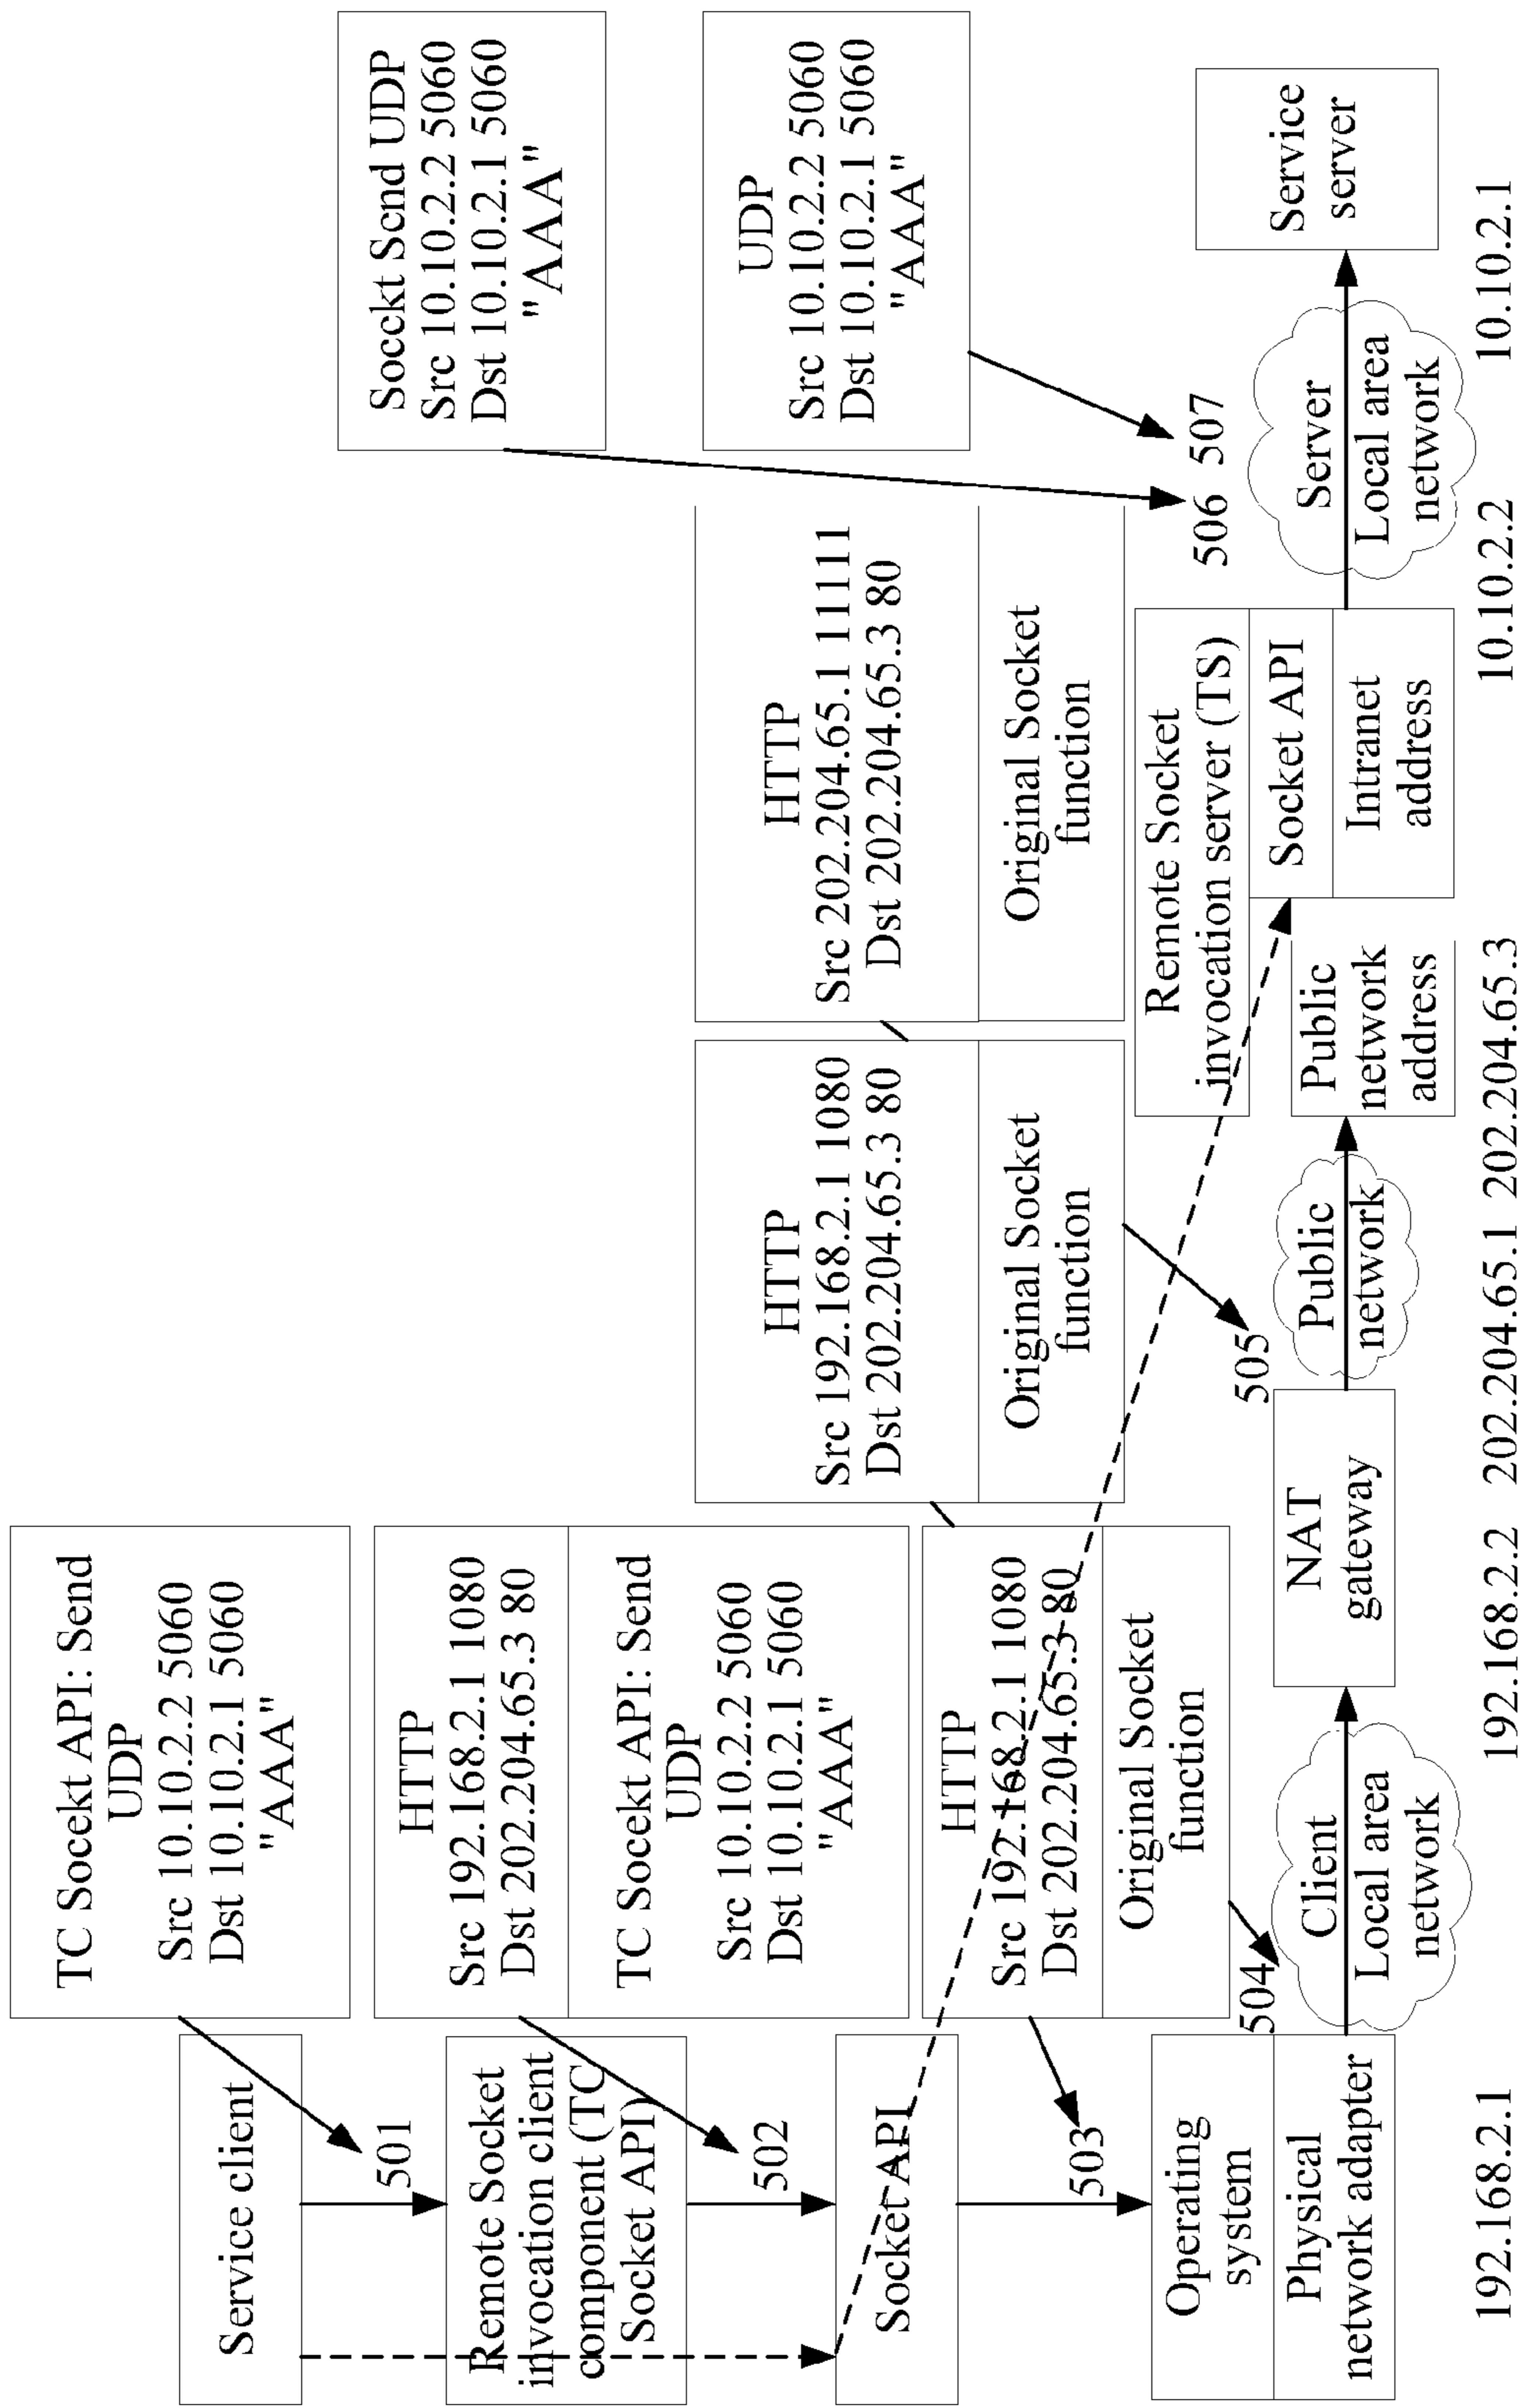 Service client
501
Remote Socket
invocation client
component (TC
Socket API)
502
Socket API
503
Operating
system
Physical
network adapter
192.168.2.1
TC Socekt API: Send
UDP
Src 10.10.2.2 5060
Dst 10.10.2.1 5060
"AAA"
HTTP
Src 192.168.2.1 1080
Dst 202.204.65.3 80
TC Socekt API: Send
UDP
Src 10.10.2.2 5060
Dst 10.10.2.1 5060
"AAA"
HTTP
Src 192.168.2.1 1080
Dst 202.204.65.3 80
Original Socket
function
504
Client
Local area
network
192.168.2.2
NAT
gateway
HTTP
Src 192.168.2.1 1080
Dst 202.204.65.3 80
Original Socket
function
505
Public
network
202.204.65.1
202.204.65.3
HTTP
Src 202.204.65.1 11111
Dst 202.204.65.3 80
Original Socket
function
Remote Socket
invocation server (TS)
Socket API
Public
network
address
Intranet
address
10.10.2.2
Sockt Send UDP
Src 10.10.2.2 5060
Dst 10.10.2.1 5060
"AAA"
UDP
Src 10.10.2.2 5060
Dst 10.10.2.1 5060
"AAA"
506
507
Server
Local area
network
Service
server
10.10.2.1